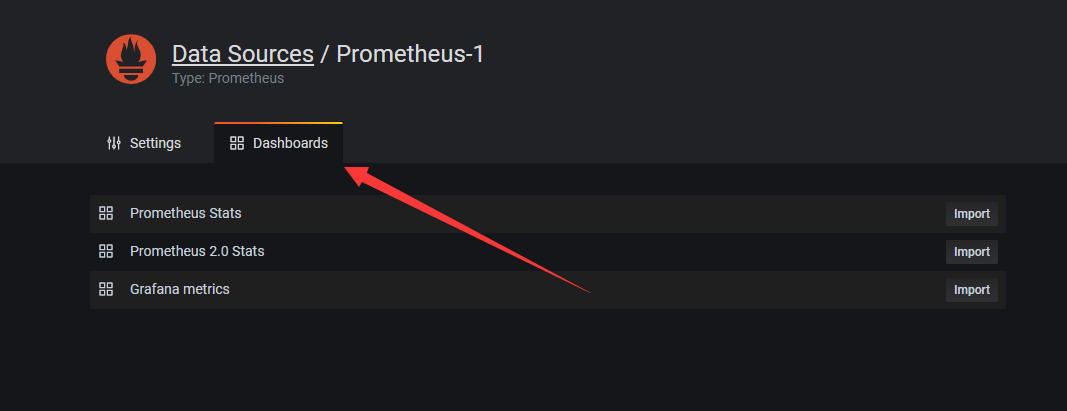 Data Sources / Prometheus-1
Type: Prometheus
Settings Dashboards
Prometheus Stats Import
Prometheus 2.0 Stats Import
Grafana metrics Import